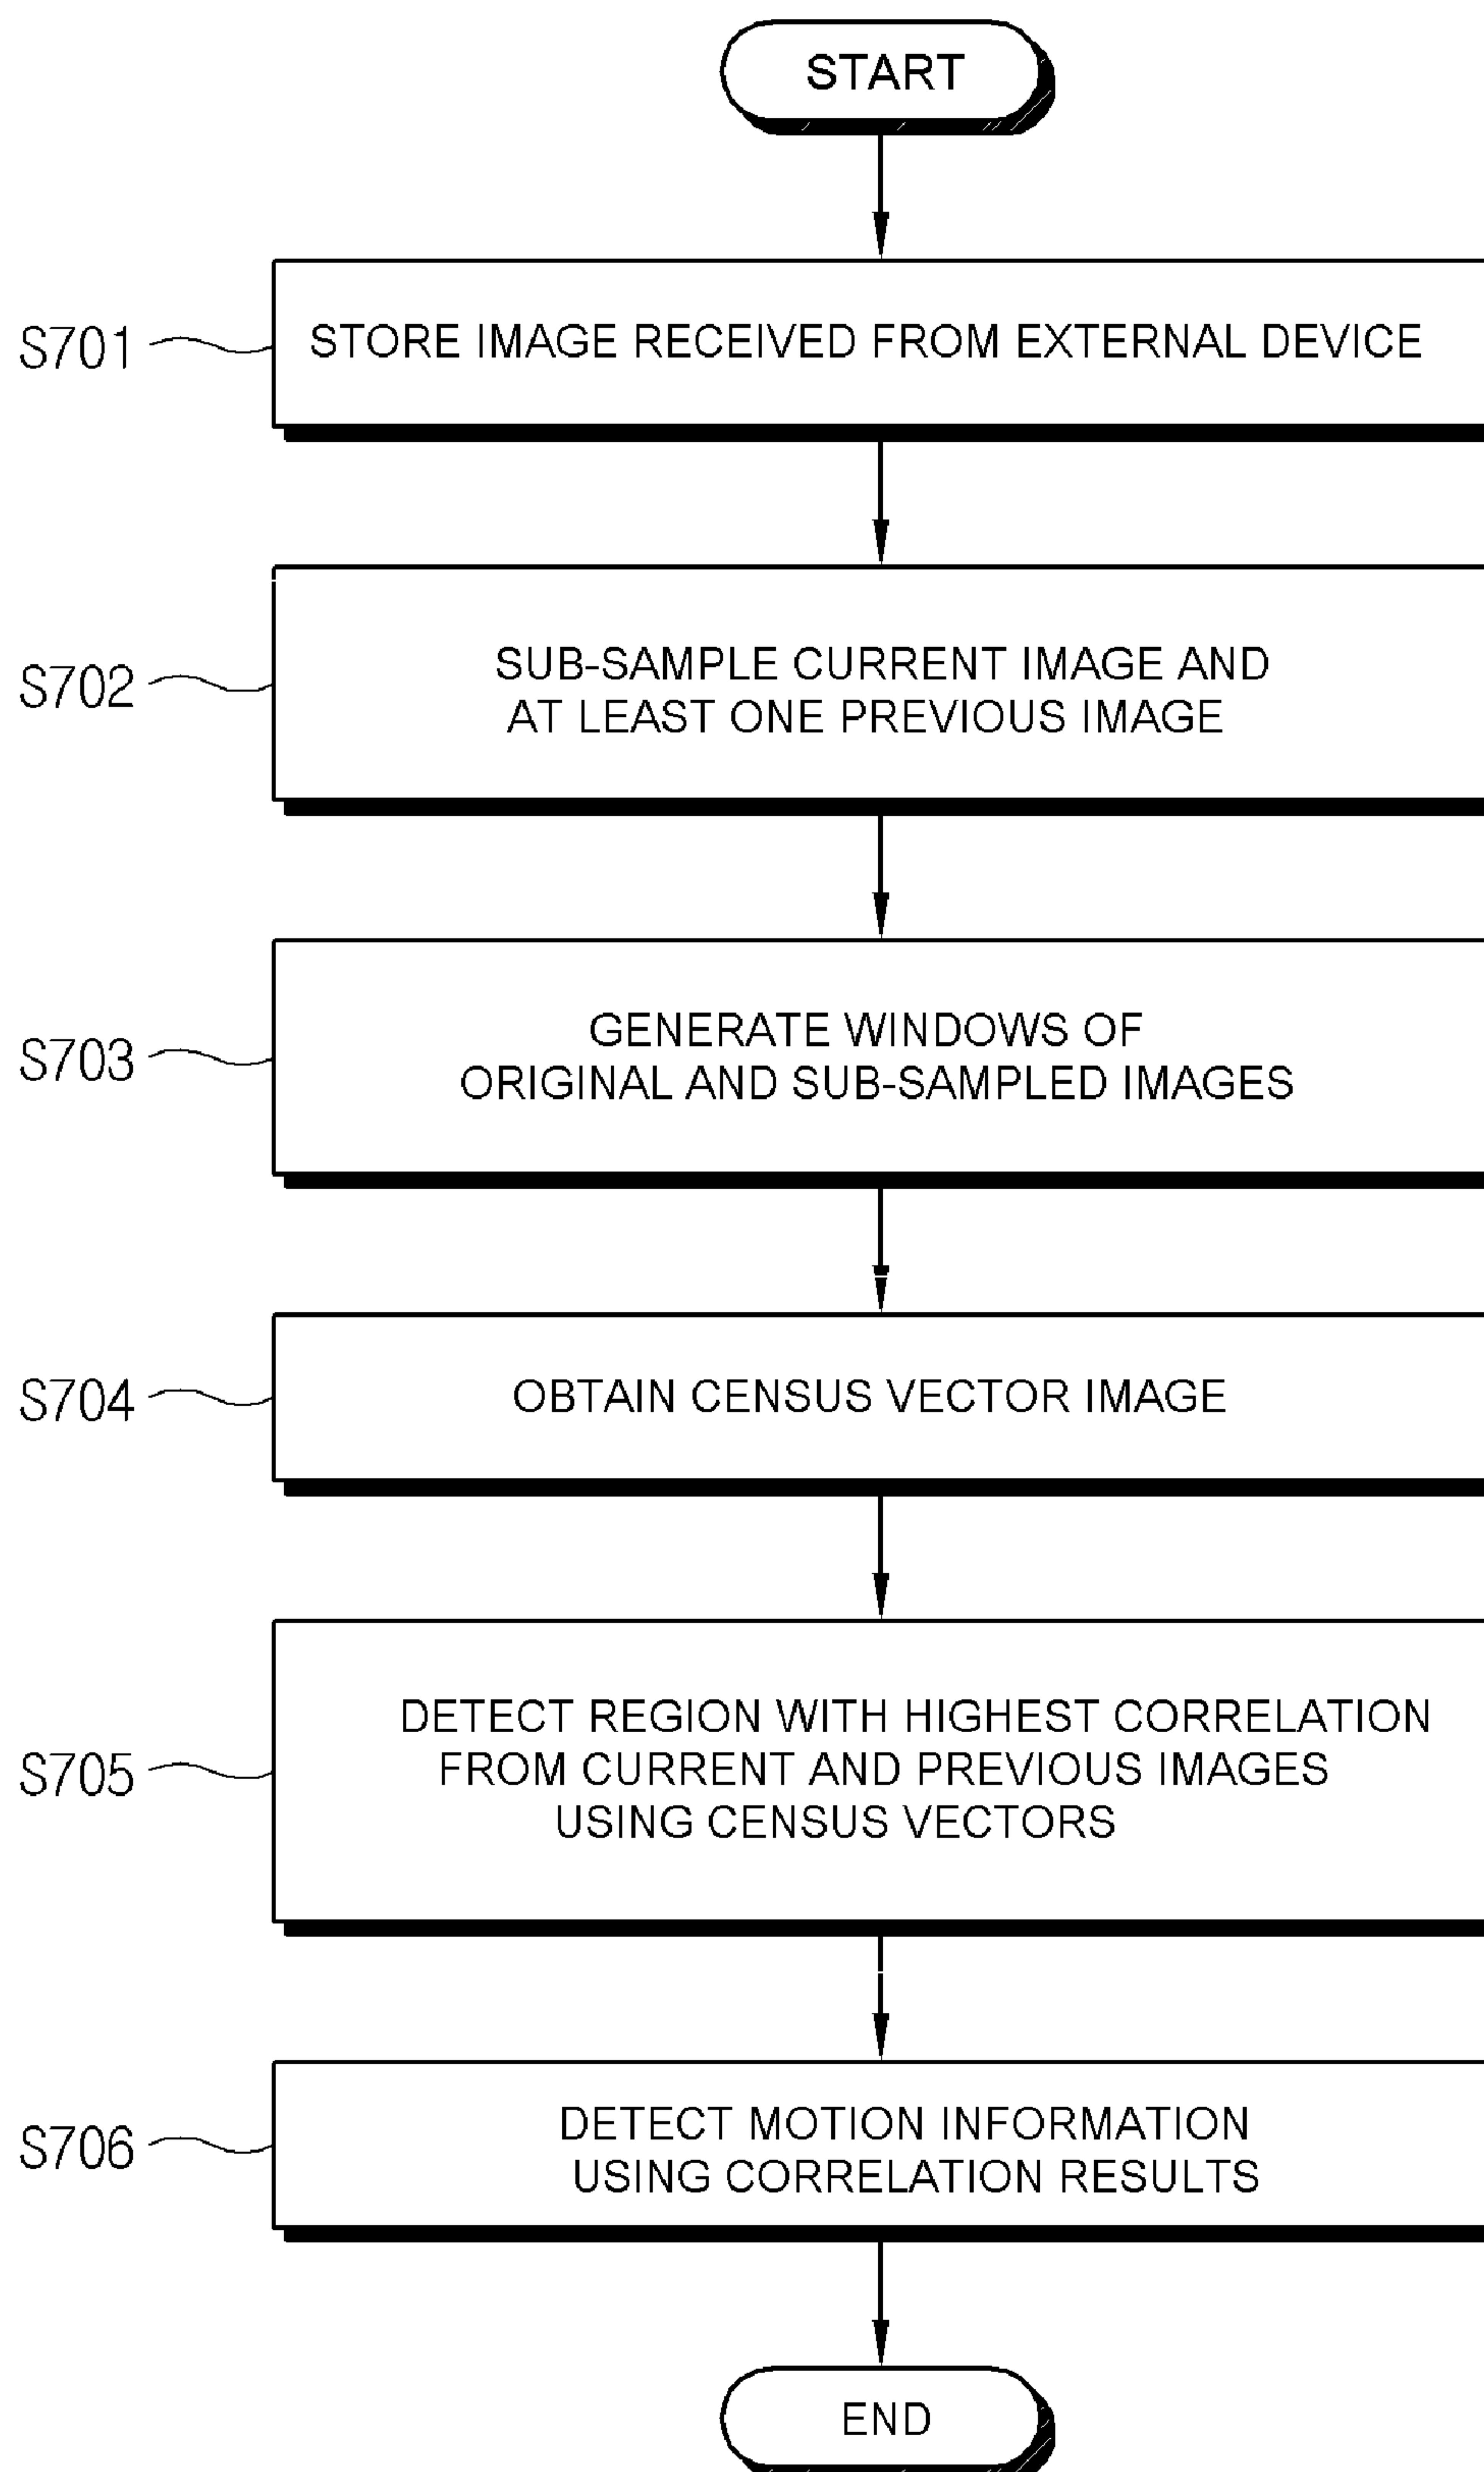 START
S701
STORE IMAGE RECEIVED FROM EXTERNAL DEVICE
S702
SUB-SAMPLE CURRENT IMAGE AND
AT LEAST ONE PREVIOUS IMAGE
S703
GENERATE WINDOWS OF
ORIGINAL AND SUB-SAMPLED IMAGES
S704
OBTAIN CENSUS VECTOR IMAGE
S705
DETECT REGION WITH HIGHEST CORRELATION
FROM CURRENT AND PREVIOUS IMAGES
USING CENSUS VECTORS
S706
DETECT MOTION INFORMATION
USING CORRELATION RESULTS
END